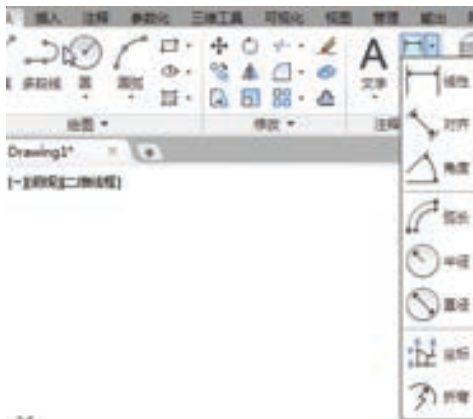 插入 注释 参数化 三维工具 可视化 视图 管理 输出
多段线 圆 圆弧 文字
绘图 修改 注释
Drawing1*
[−][俯视][二维线框]
线性
对齐
角度
弧长
半径
直径
坐标
折弯